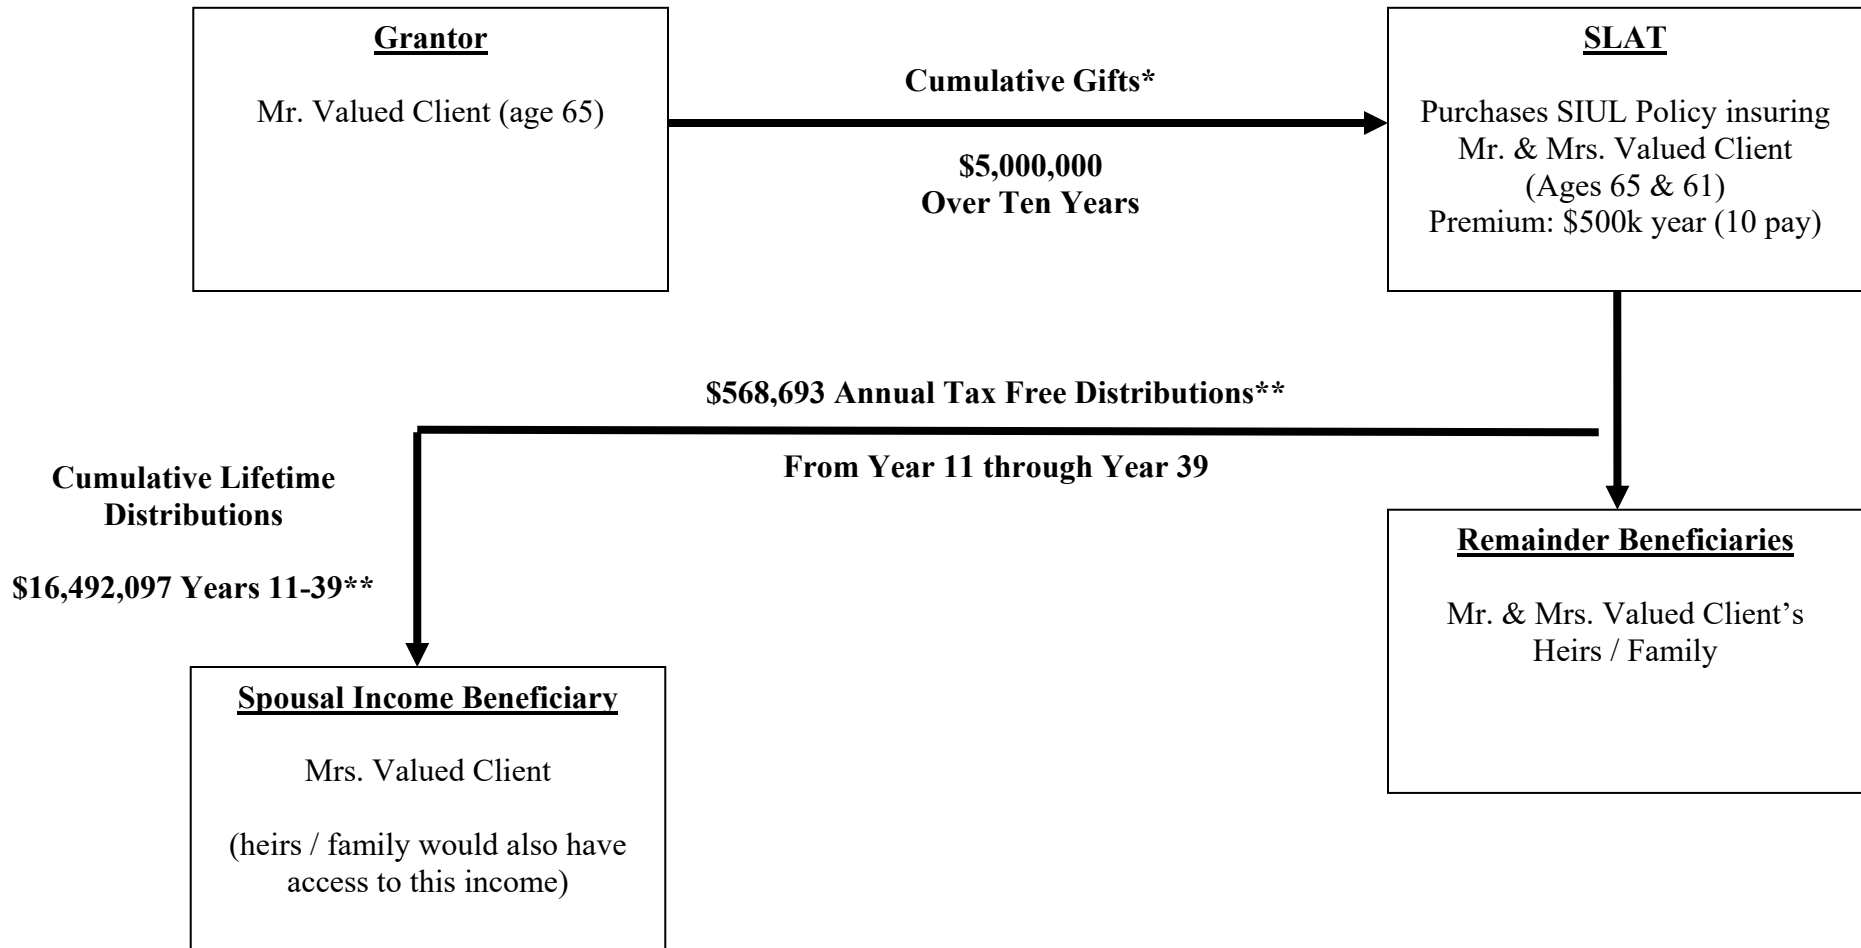 Grantor
Mr. Valued Client (age 65)
Cumulative Gifts*
$5,000,000
Over Ten Years
SLAT
Purchases SIUL Policy insuring
Mr. & Mrs. Valued Client
(Ages 65 & 61)
Premium: $500k year (10 pay)
$568,693 Annual Tax Free Distributions**
From Year 11 through Year 39
Cumulative Lifetime
Distributions
$16,492,097 Years 11-39**
Remainder Beneficiaries
Mr. & Mrs. Valued Client’s
Heirs / Family
Spousal Income Beneficiary
Mrs. Valued Client
(heirs / family would also have
access to this income)